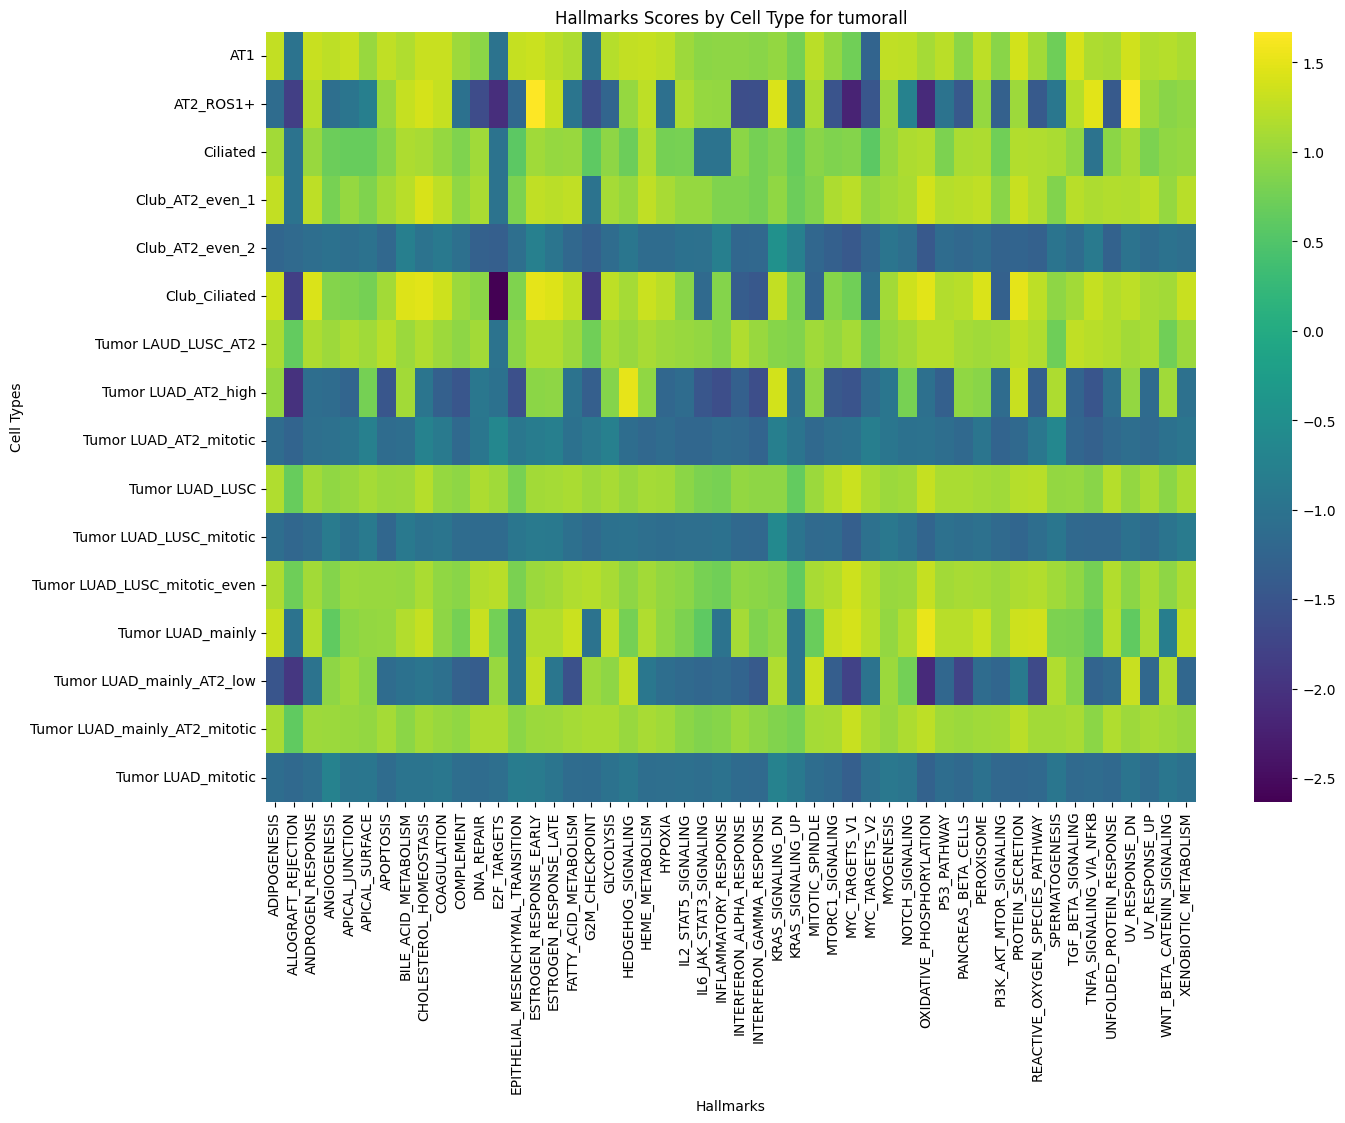 Hallmarks Scores by Cell Type for tumorall
Cell Types
AT1
AT2_ROS1+
Ciliated
Club_AT2_even_1
Club_AT2_even_2
Club_Ciliated
Tumor LAUD_LUSC_AT2
Tumor LUAD_AT2_high
Tumor LUAD_AT2_mitotic
Tumor LUAD_LUSC
Tumor LUAD_LUSC_mitotic
Tumor LUAD_LUSC_mitotic_even
Tumor LUAD_mainly
Tumor LUAD_mainly_AT2_low
Tumor LUAD_mainly_AT2_mitotic
Tumor LUAD_mitotic
1.5
1.0
0.5
0.0
−0.5
−1.0
−1.5
−2.0
−2.5
ADIPOGENESIS
ALLOGRAFT_REJECTION
ANDROGEN_RESPONSE
ANGIOGENESIS
APICAL_JUNCTION
APICAL_SURFACE
APOPTOSIS
BILE_ACID_METABOLISM
CHOLESTEROL_HOMEOSTASIS
COAGULATION
COMPLEMENT
DNA_REPAIR
E2F_TARGETS
EPITHELIAL_MESENCHYMAL_TRANSITION
ESTROGEN_RESPONSE_EARLY
ESTROGEN_RESPONSE_LATE
FATTY_ACID_METABOLISM
G2M_CHECKPOINT
GLYCOLYSIS
HEDGEHOG_SIGNALING
HEME_METABOLISM
HYPOXIA
IL2_STAT5_SIGNALING
IL6_JAK_STAT3_SIGNALING
INFLAMMATORY_RESPONSE
INTERFERON_ALPHA_RESPONSE
INTERFERON_GAMMA_RESPONSE
KRAS_SIGNALING_DN
KRAS_SIGNALING_UP
MITOTIC_SPINDLE
MTORC1_SIGNALING
MYC_TARGETS_V1
MYC_TARGETS_V2
MYOGENESIS
NOTCH_SIGNALING
OXIDATIVE_PHOSPHORYLATION
P53_PATHWAY
PANCREAS_BETA_CELLS
PEROXISOME
PI3K_AKT_MTOR_SIGNALING
PROTEIN_SECRETION
REACTIVE_OXYGEN_SPECIES_PATHWAY
SPERMATOGENESIS
TGF_BETA_SIGNALING
TNFA_SIGNALING_VIA_NFKB
UNFOLDED_PROTEIN_RESPONSE
UV_RESPONSE_DN
UV_RESPONSE_UP
WNT_BETA_CATENIN_SIGNALING
XENOBIOTIC_METABOLISM
Hallmarks